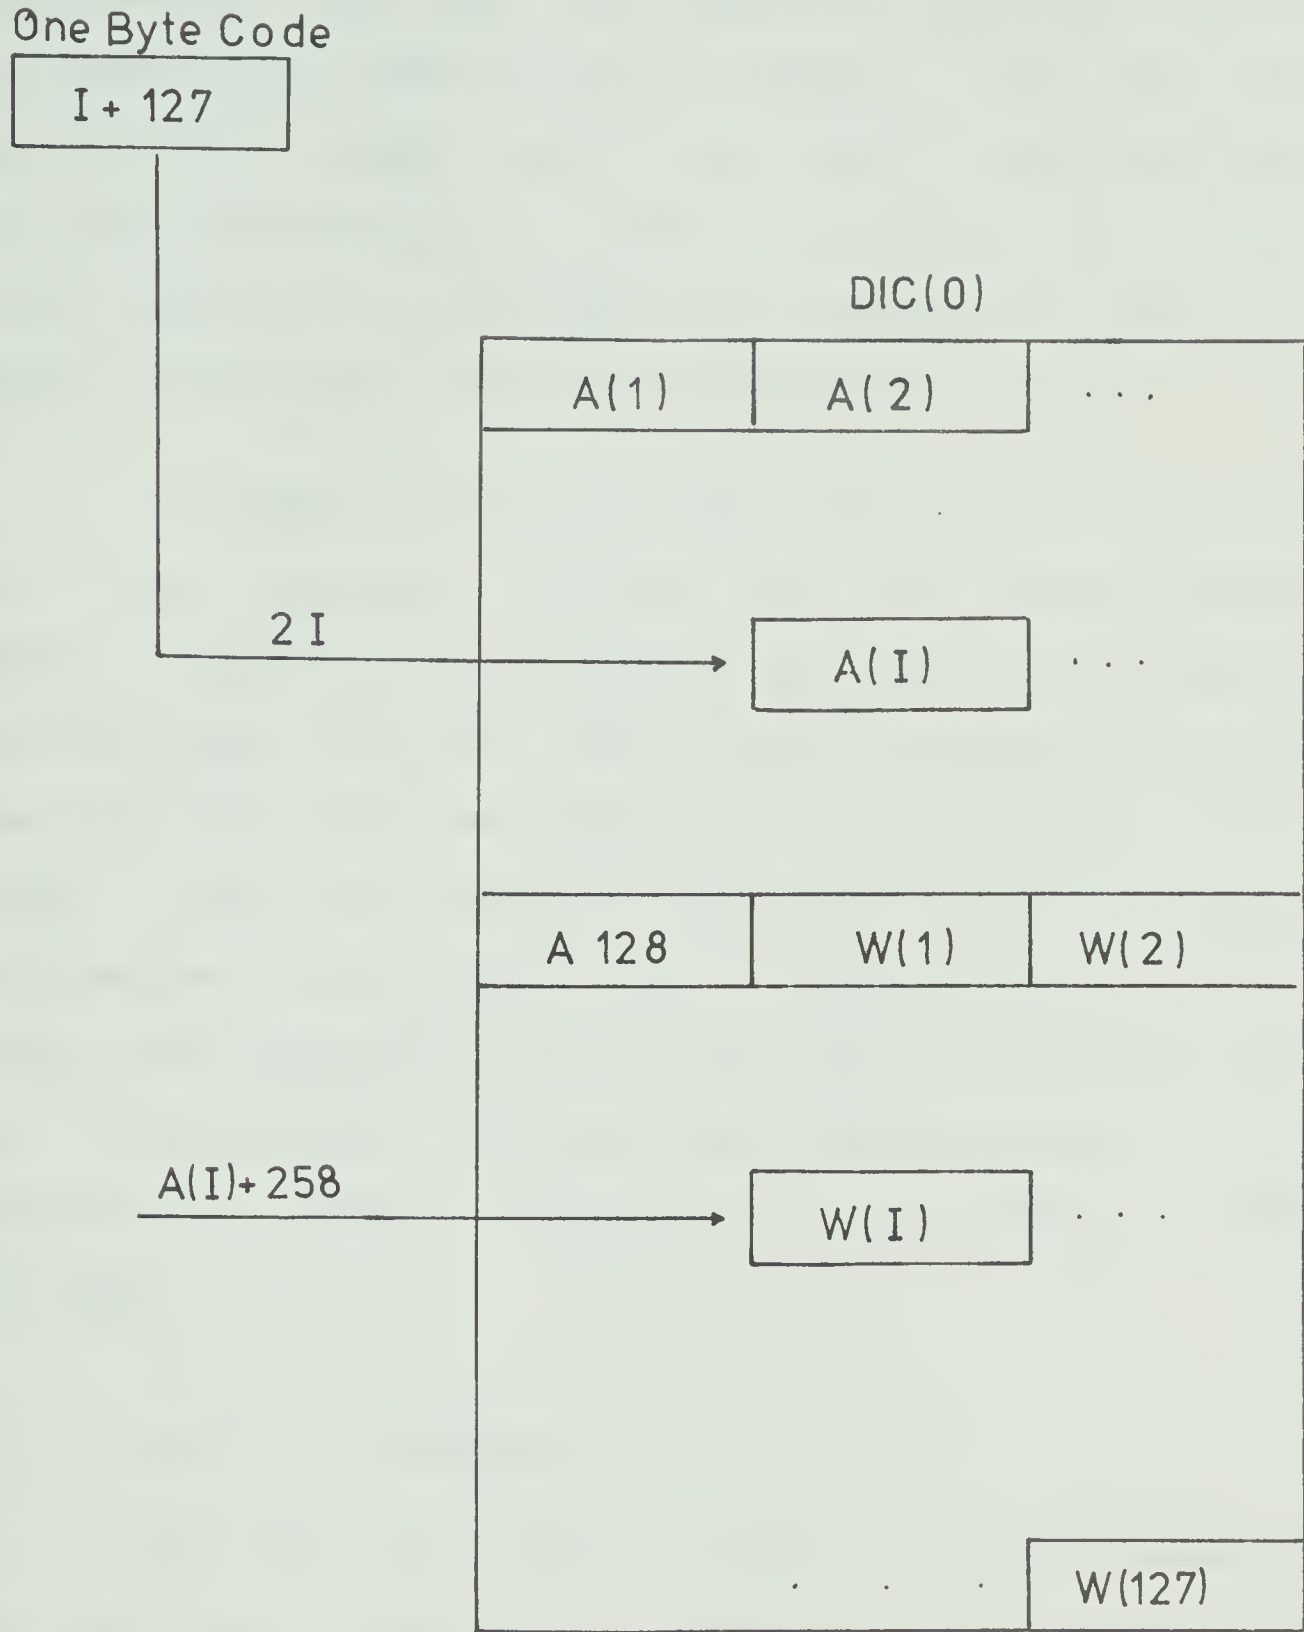 One Byte Code
I + 127
DIC(0)
A(1) A(2) . . .
2 I
A(I) . . .
A 128 W(1) W(2)
A(I)+ 258
W(I) . . .
. . . W(127)